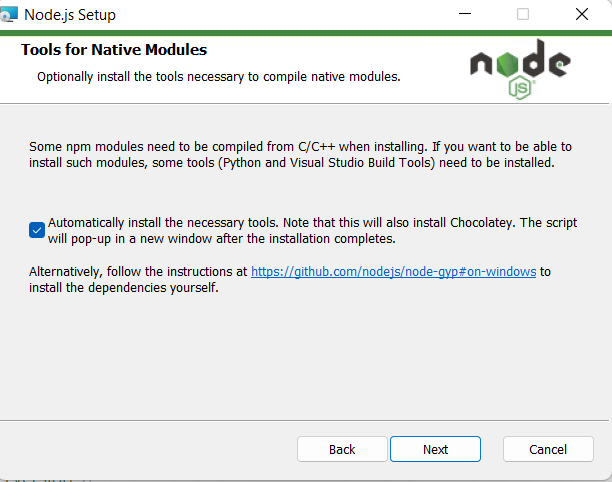 Node.js Setup
Tools for Native Modules
Optionally install the tools necessary to compile native modules.
node
JS
Some npm modules need to be compiled from C/C++ when installing. If you want to be able to
install such modules, some tools (Python and Visual Studio Build Tools) need to be installed.
Automatically install the necessary tools. Note that this will also install Chocolatey. The script
will pop-up in a new window after the installation completes.
Alternatively, follow the instructions at https://github.com/nodejs/node-gyp#on-windows to
install the dependencies yourself.
Back
Next
Cancel